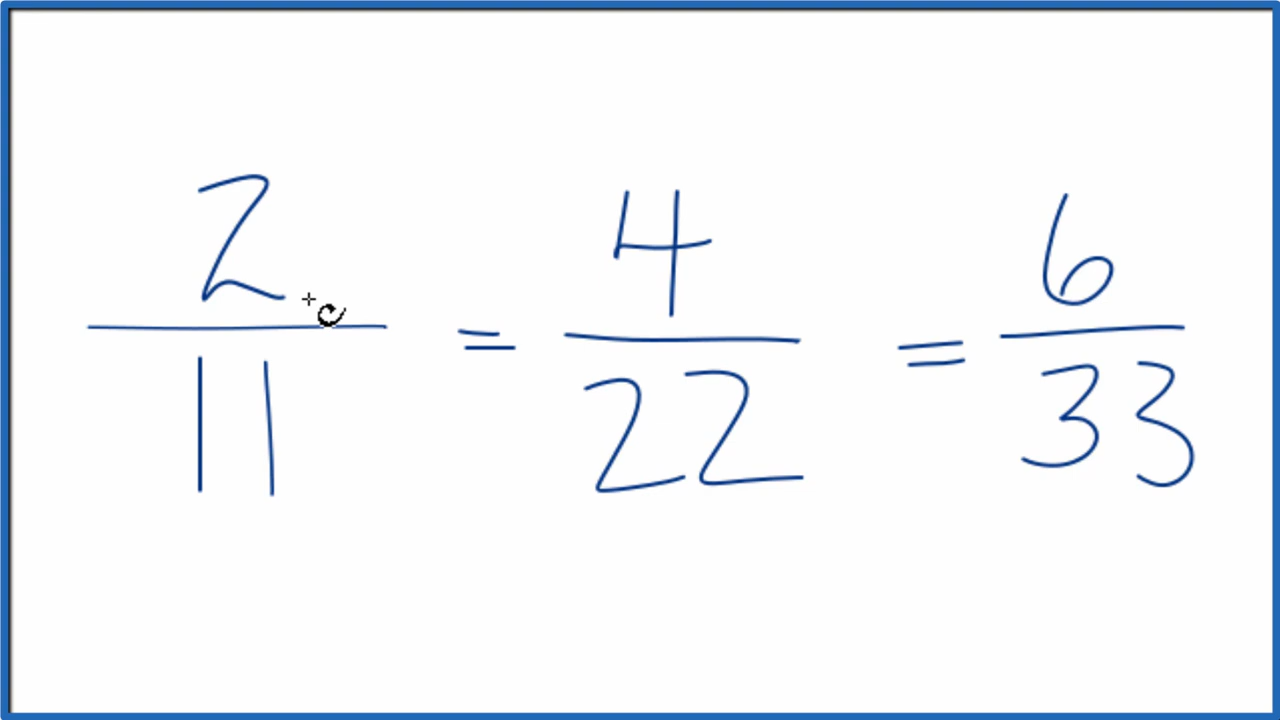 2/11 = 4/22 = 6/33